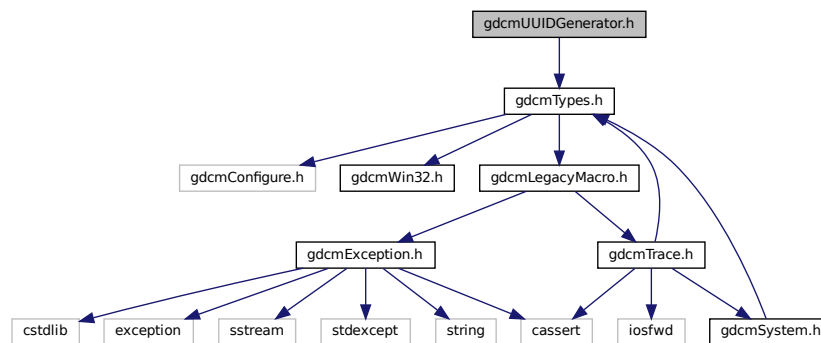 gdcmUUIDGenerator.h
gdcmTypes.h
gdcmConfigure.h
gdcmWin32.h
gdcmLegacyMacro.h
gdcmException.h
gdcmTrace.h
cstdlib
exception
sstream
stdexcept
string
cassert
iosfwd
gdcmSystem.h